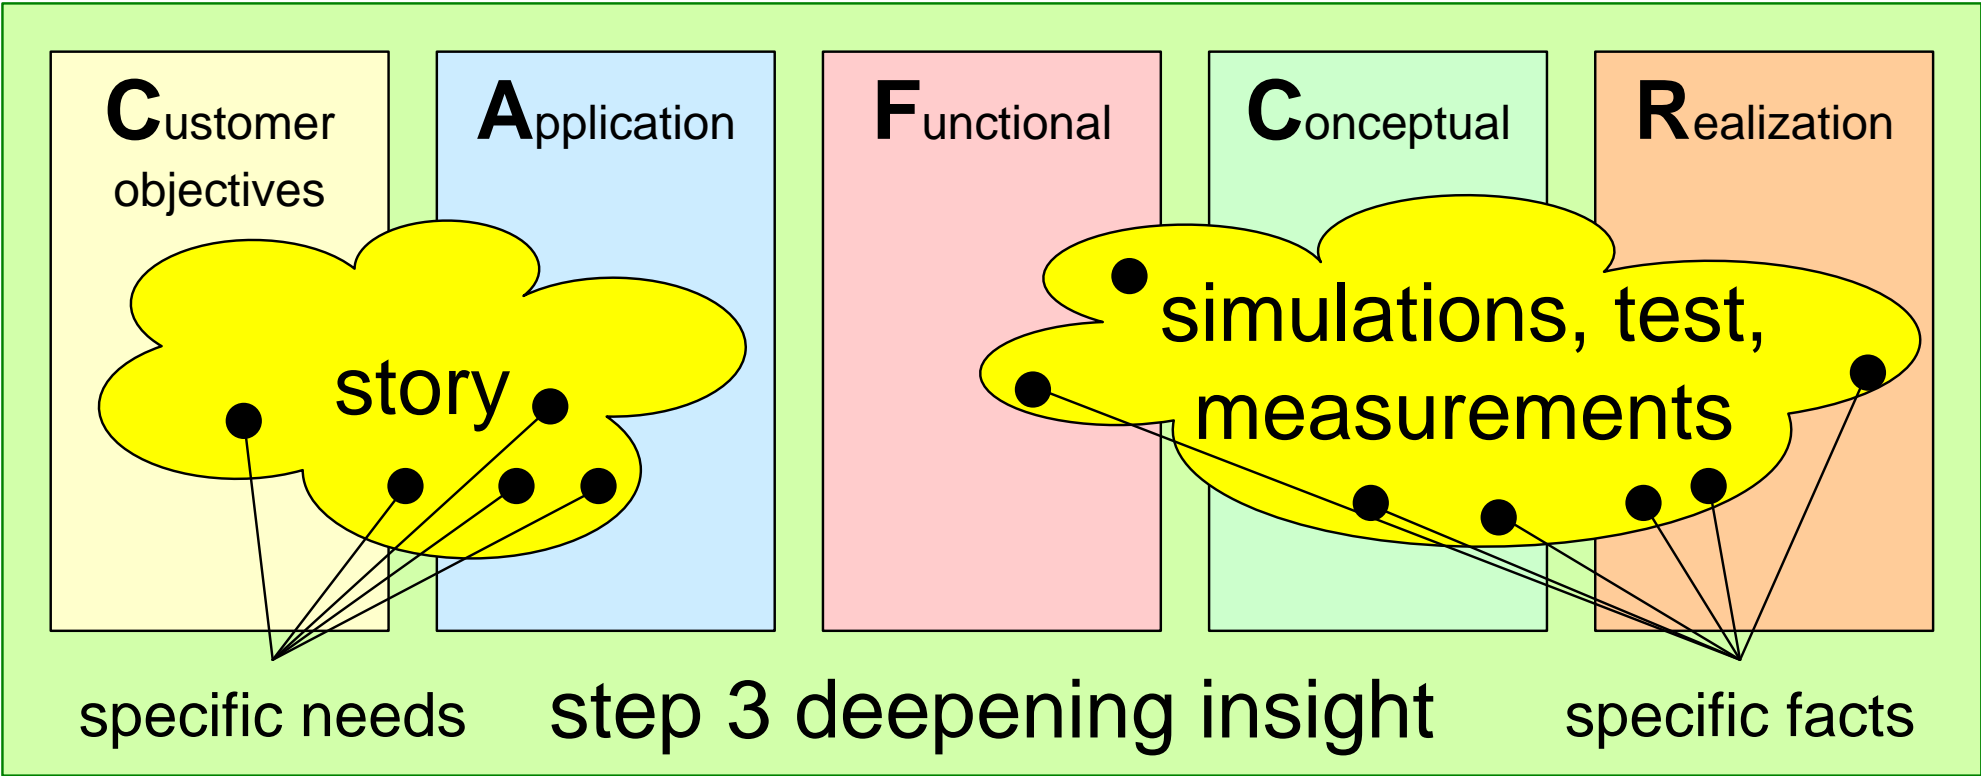 Customer
objectives
Application
Functional
Conceptual
Realization
story
simulations, test,
measurements
specific needs
step 3 deepening insight
specific facts